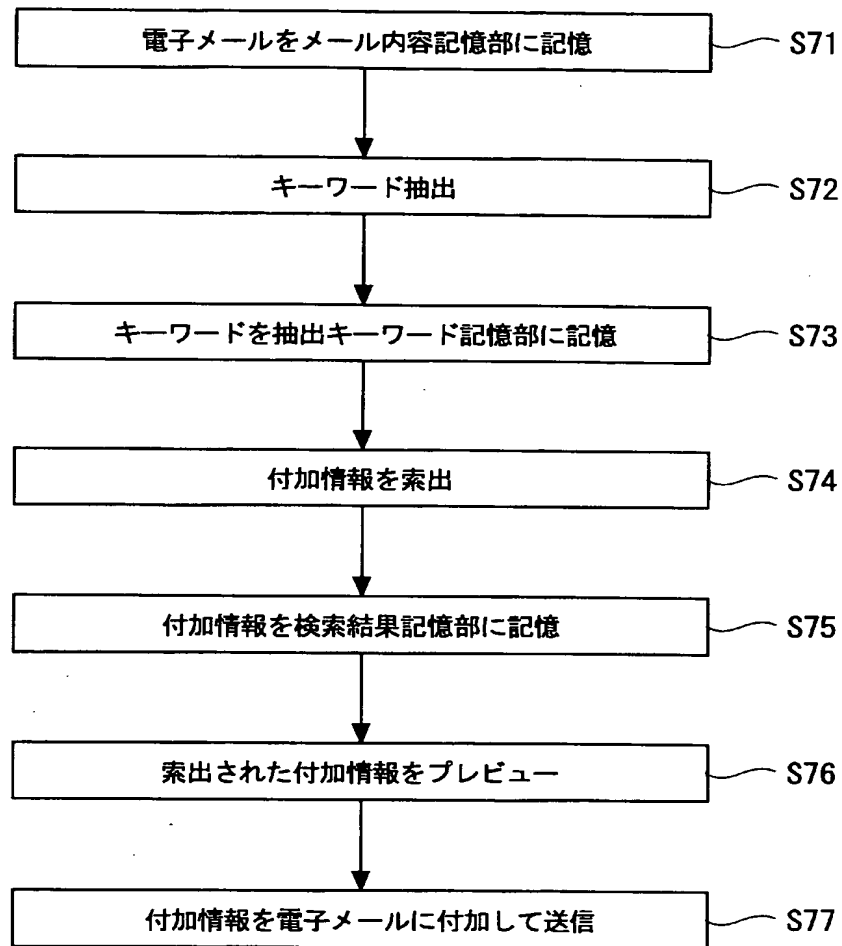 電子メールをメール内容記憶部に記憶 S71
キーワード抽出 S72
キーワードを抽出キーワード記憶部に記憶 S73
付加情報を索出 S74
付加情報を検索結果記憶部に記憶 S75
索出された付加情報をプレビュー S76
付加情報を電子メールに付加して送信 S77